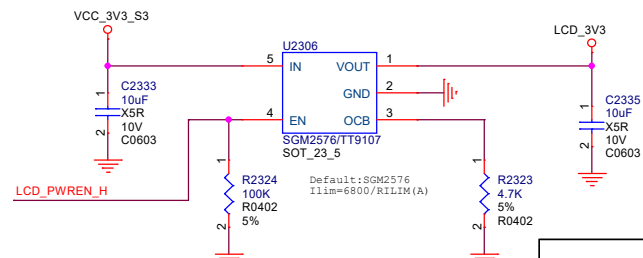 VCC_3V3_S3
LCD_3V3
U2306
5 IN VOUT 1
GND 2
4 EN OCB 3
SGM2576/TT9107
SOT_23_5
1
C2333
10uF
X5R
10V
C0603
2
1
C2335
10uF
X5R
10V
C0603
2
LCD_PWREN_H
1
R2324
100K
R0402
5%
2
Default:SGM2576
Ilim=6800/RILIM(A)
1
R2323
4.7K
5%
R0402
2